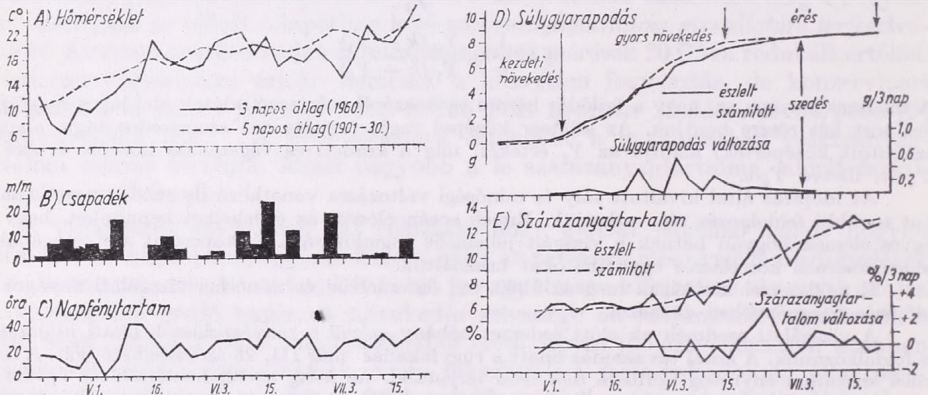 A) Hőmérséklet
C°
22
18
14
10
6
3 napos átlag (1960.)
5 napos átlag (1901-30.)
m/m
20
10
0
B) Csapadék
óra
40
20
0
C) Napfénytartam
V.1. 16. VI.3. 15. VII.3. 15.
D) Súlygyarapodás
10
8
6
4
2
0
g
kezdeti
növekedés
gyors növekedés
érés
észlelt
számított
szedés
g/3 nap
1,0
0,6
0,2
Súlygyarapodás változása
E) Szárazanyagtartalom
12
10
8
6
%
észlelt
számított
%/3 nap
+4
+2
0
−2
Szárazanyagtar-
talom változása
V.1. 16. VI.3. 15. VII.3. 15.